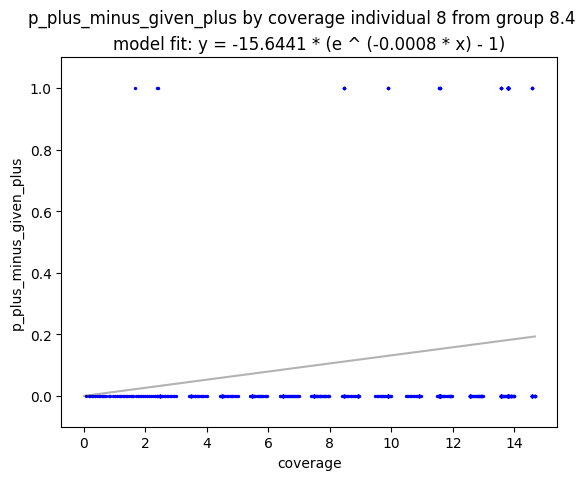 p_plus_minus_given_plus by coverage individual 8 from group 8.4
model fit: y = -15.6441 * (e ^ (-0.0008 * x) - 1)
1.0
0.8
0.6
0.4
0.2
0.0
p_plus_minus_given_plus
0 2 4 6 8 10 12 14
coverage